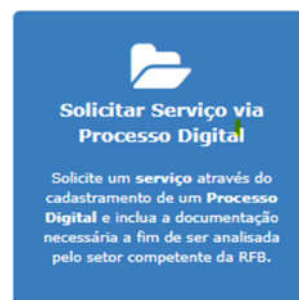 Solicitar Serviço via
Processo Digital
Solicite um serviço através do
cadastramento de um Processo
Digital e inclua a documentação
necessária a fim de ser analisada
pelo setor competente da RFB.